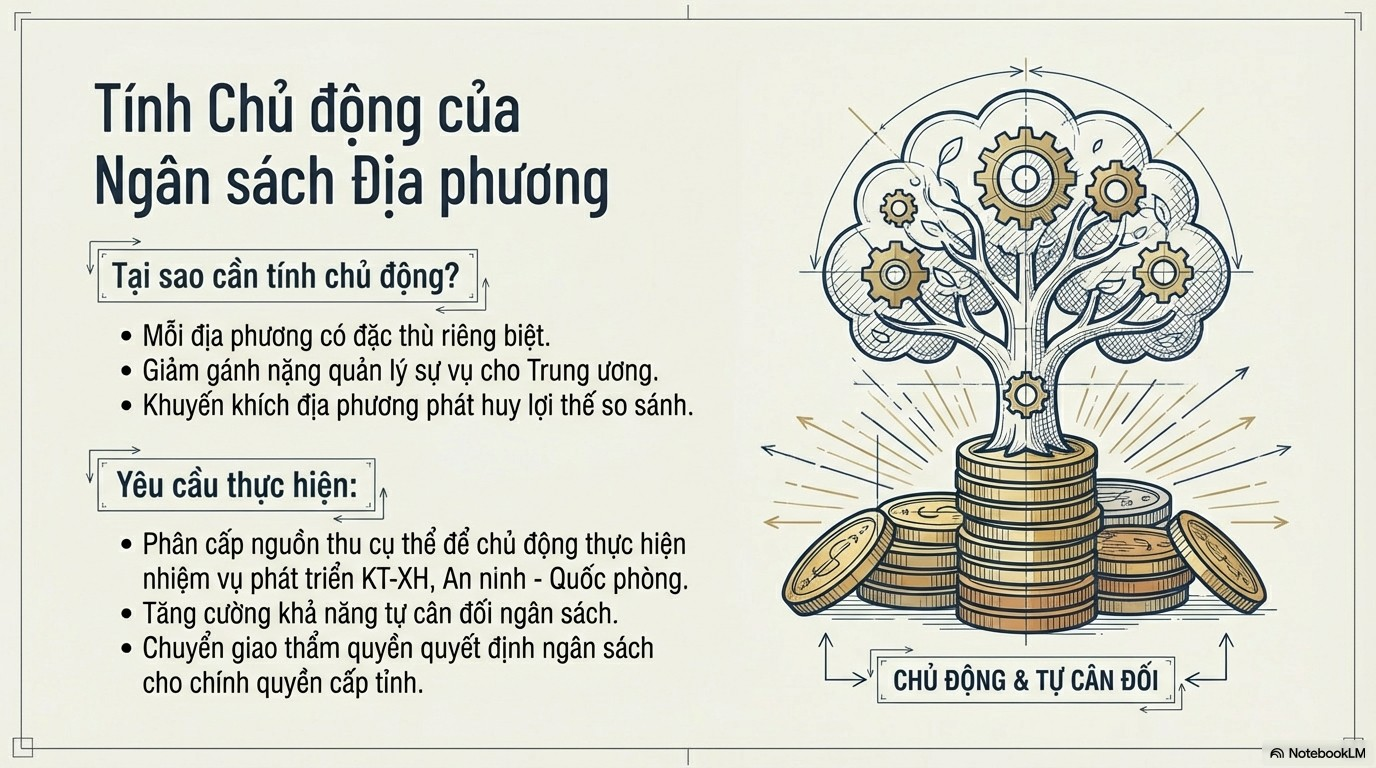 Tính Chủ động của
Ngân sách Địa phương
Tại sao cần tính chủ động?
• Mỗi địa phương có đặc thù riêng biệt.
• Giảm gánh nặng quản lý sự vụ cho Trung ương.
• Khuyến khích địa phương phát huy lợi thế so sánh.
Yêu cầu thực hiện:
• Phân cấp nguồn thu cụ thể để chủ động thực hiện
nhiệm vụ phát triển KT-XH, An ninh - Quốc phòng.
• Tăng cường khả năng tự cân đối ngân sách.
• Chuyển giao thẩm quyền quyết định ngân sách
cho chính quyền cấp tỉnh.
CHỦ ĐỘNG & TỰ CÂN ĐỐI
NotebookLM